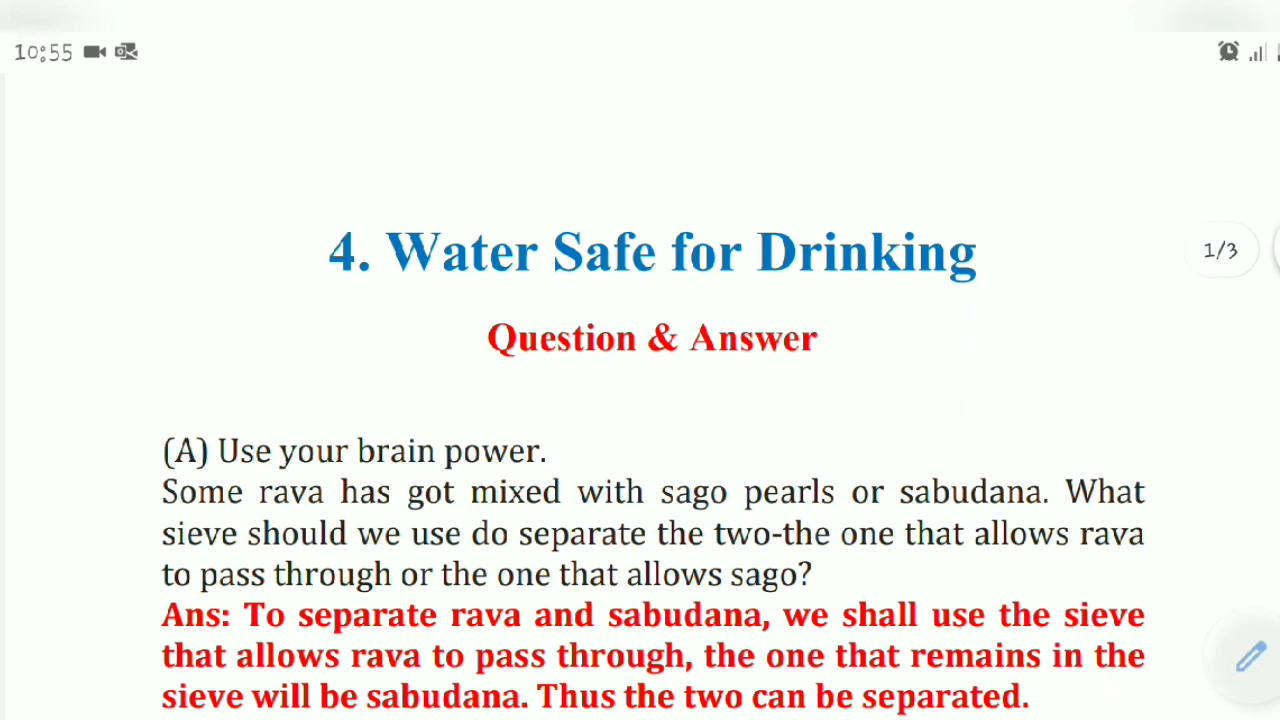 10:55
4. Water Safe for Drinking
1/3
Question & Answer
(A) Use your brain power.
Some rava has got mixed with sago pearls or sabudana. What
sieve should we use do separate the two-the one that allows rava
to pass through or the one that allows sago?
Ans: To separate rava and sabudana, we shall use the sieve
that allows rava to pass through, the one that remains in the
sieve will be sabudana. Thus the two can be separated.